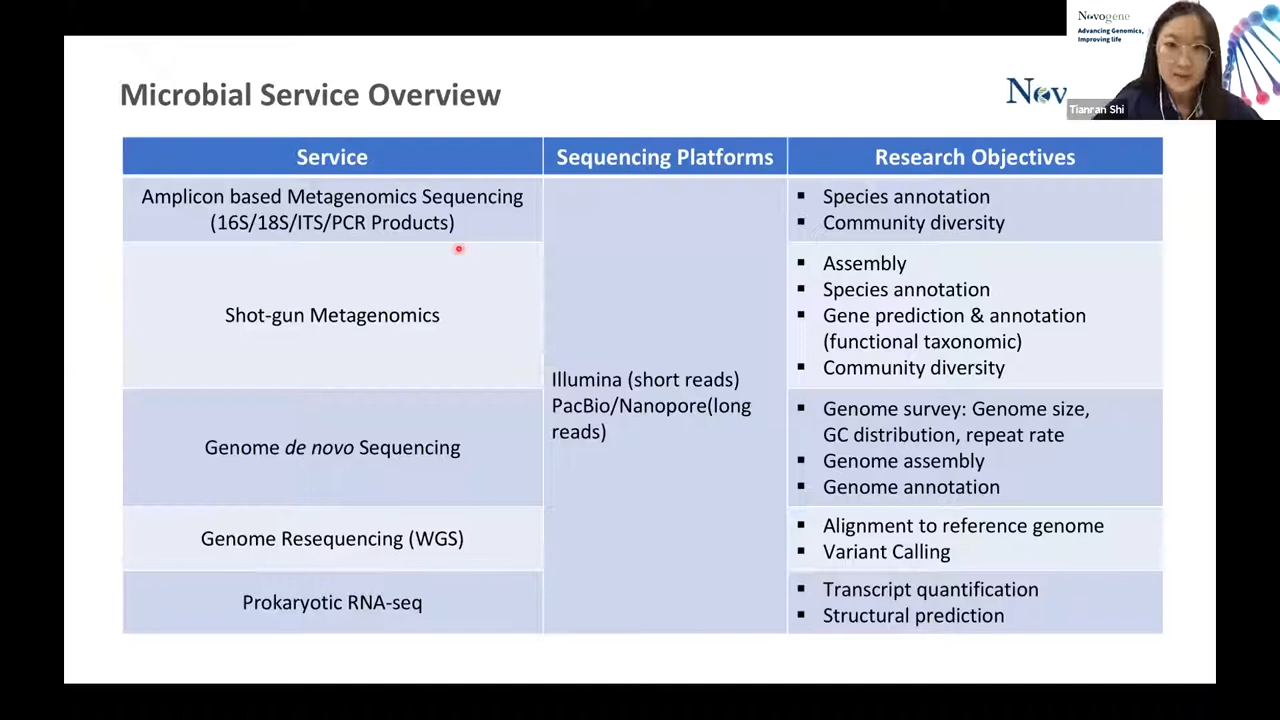 Novogene
Advancing Genomics,
Improving life
Tianran Shi
Microbial Service Overview
Nov
Service
Sequencing Platforms
Research Objectives
Amplicon based Metagenomics Sequencing
(16S/18S/ITS/PCR Products)
▪ Species annotation
▪ Community diversity
Shot-gun Metagenomics
▪ Assembly
▪ Species annotation
▪ Gene prediction & annotation
(functional taxonomic)
▪ Community diversity
Illumina (short reads)
PacBio/Nanopore(long
reads)
Genome de novo Sequencing
▪ Genome survey: Genome size,
GC distribution, repeat rate
▪ Genome assembly
▪ Genome annotation
Genome Resequencing (WGS)
▪ Alignment to reference genome
▪ Variant Calling
Prokaryotic RNA-seq
▪ Transcript quantification
▪ Structural prediction